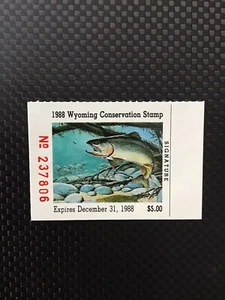 1988 Wyoming Conservation Stamp
No 237806
SIGNATURE
Expires December 31, 1988 $5.00